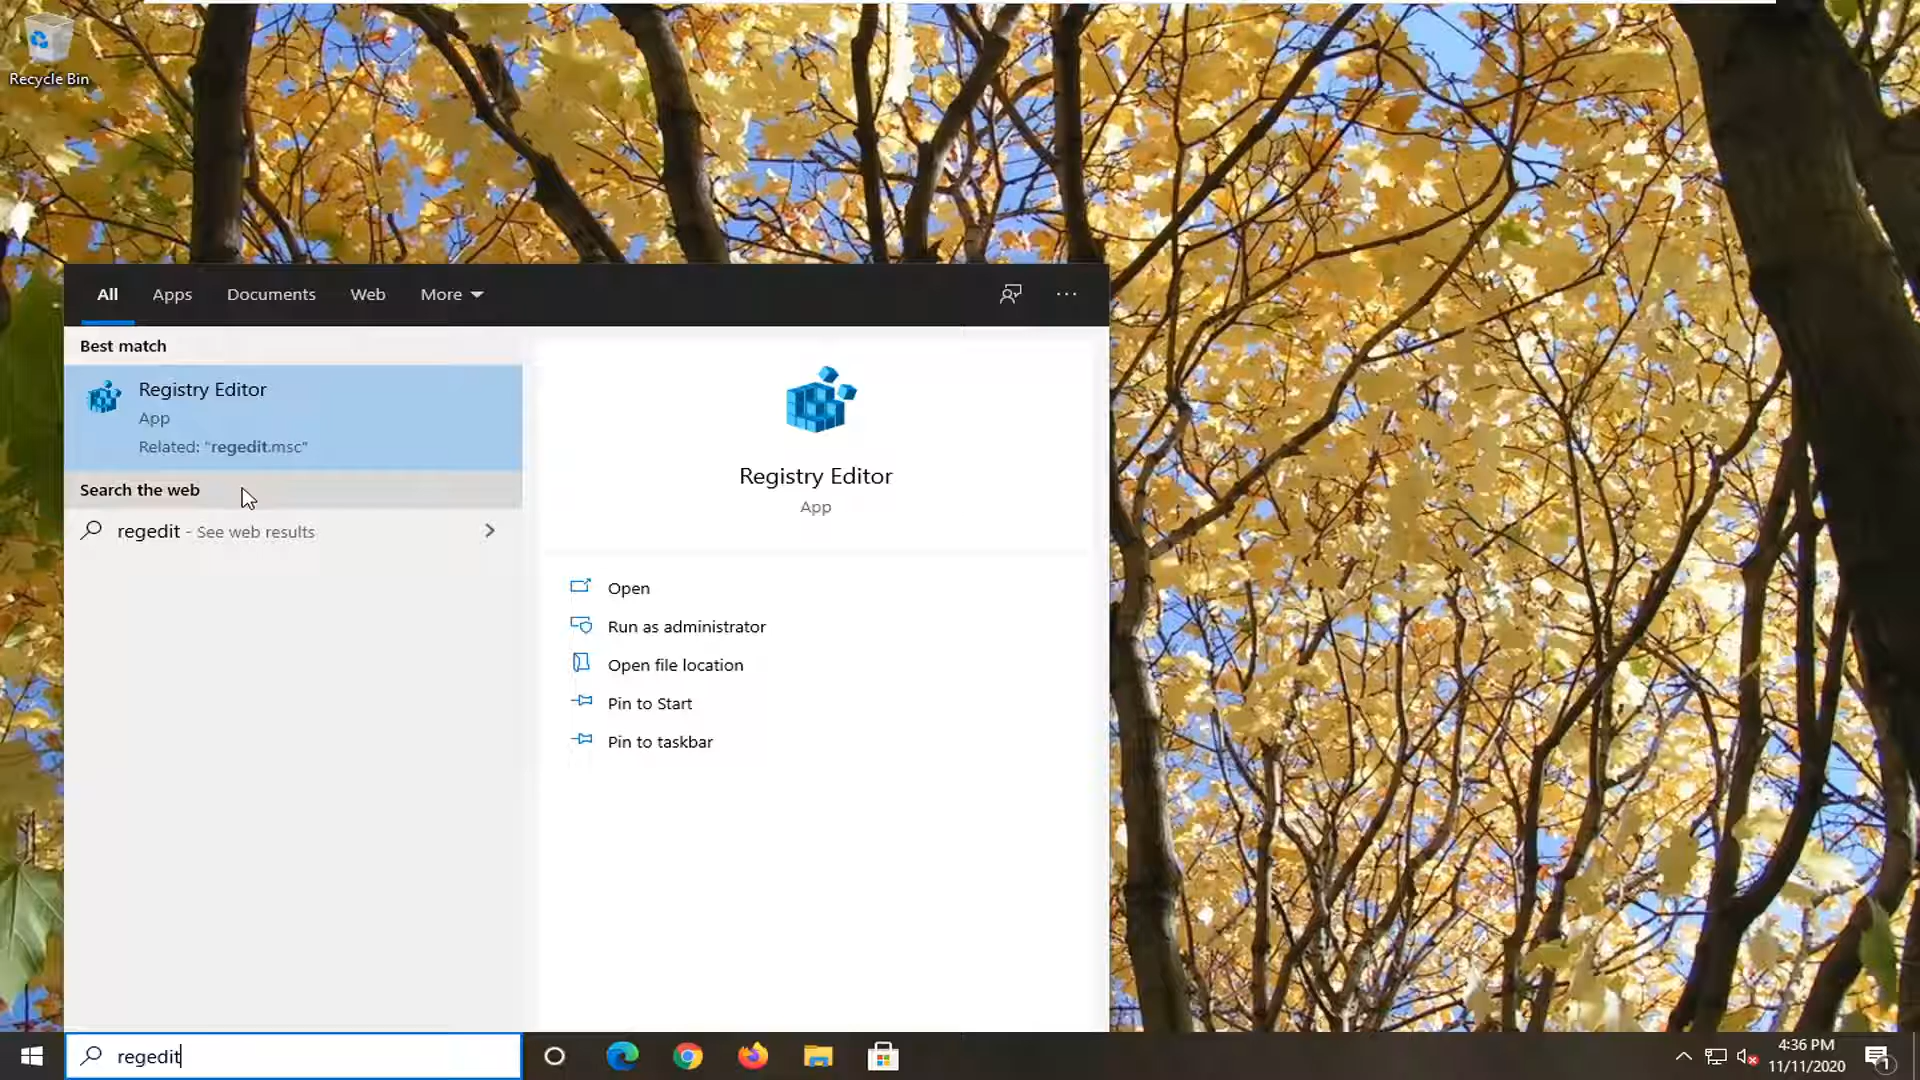 Recycle Bin
All
Apps
Documents
Web
More
Best match
Registry Editor
App
Related: "regedit.msc"
Search the web
regedit - See web results
Registry Editor
App
Open
Run as administrator
Open file location
Pin to Start
Pin to taskbar
regedit
4:36 PM
11/11/2020
1